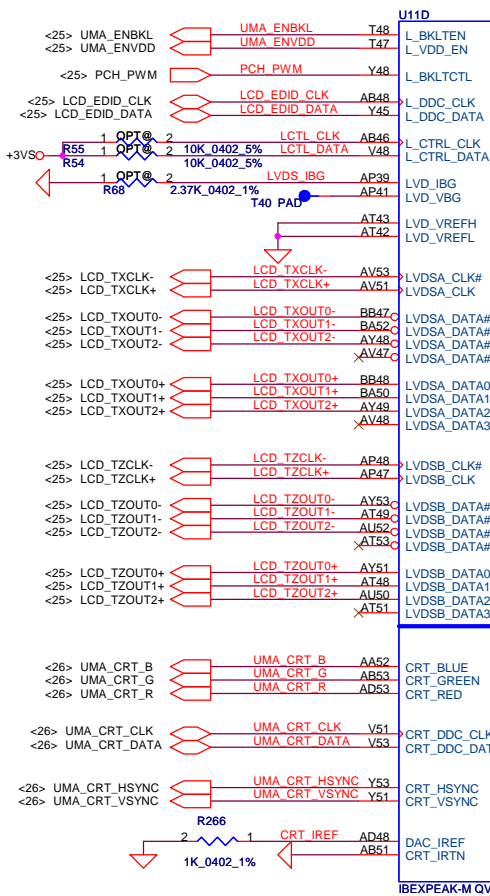 U11D
<25> UMA_ENBKL UMA_ENBKL T48 L_BKLTEN
<25> UMA_ENVDD UMA_ENVDD T47 L_VDD_EN
<25> PCH_PWM PCH_PWM Y48 L_BKLTCTL
<25> LCD_EDID_CLK LCD_EDID_CLK AB48 L_DDC_CLK
<25> LCD_EDID_DATA LCD_EDID_DATA Y45 L_DDC_DATA
+3VS R55 1 OPT@ 2 10K_0402_5% LCTL_CLK AB46 L_CTRL_CLK
R54 1 OPT@ 2 10K_0402_5% LCTL_DATA V48 L_CTRL_DATA
R68 1 OPT@ 2 2.37K_0402_1% LVDS_IBG AP39 LVD_IBG
T40 PAD AP41 LVD_VBG
AT43 LVD_VREFH
AT42 LVD_VREFL
<25> LCD_TXCLK- LCD_TXCLK- AV53 LVDSA_CLK#
<25> LCD_TXCLK+ LCD_TXCLK+ AV51 LVDSA_CLK
<25> LCD_TXOUT0- LCD_TXOUT0- BB47 LVDSA_DATA#
<25> LCD_TXOUT1- LCD_TXOUT1- BA52 LVDSA_DATA#
<25> LCD_TXOUT2- LCD_TXOUT2- AY48 LVDSA_DATA#
AV47 LVDSA_DATA#
<25> LCD_TXOUT0+ LCD_TXOUT0+ BB48 LVDSA_DATA0
<25> LCD_TXOUT1+ LCD_TXOUT1+ BA50 LVDSA_DATA1
<25> LCD_TXOUT2+ LCD_TXOUT2+ AY49 LVDSA_DATA2
AV48 LVDSA_DATA3
<25> LCD_TZCLK- LCD_TZCLK- AP48 LVDSB_CLK#
<25> LCD_TZCLK+ LCD_TZCLK+ AP47 LVDSB_CLK
<25> LCD_TZOUT0- LCD_TZOUT0- AY53 LVDSB_DATA#
<25> LCD_TZOUT1- LCD_TZOUT1- AT49 LVDSB_DATA#
<25> LCD_TZOUT2- LCD_TZOUT2- AU52 LVDSB_DATA#
AT53 LVDSB_DATA#
<25> LCD_TZOUT0+ LCD_TZOUT0+ AY51 LVDSB_DATA0
<25> LCD_TZOUT1+ LCD_TZOUT1+ AT48 LVDSB_DATA1
<25> LCD_TZOUT2+ LCD_TZOUT2+ AU50 LVDSB_DATA2
AT51 LVDSB_DATA3
<26> UMA_CRT_B UMA_CRT_B AA52 CRT_BLUE
<26> UMA_CRT_G UMA_CRT_G AB53 CRT_GREEN
<26> UMA_CRT_R UMA_CRT_R AD53 CRT_RED
<26> UMA_CRT_CLK UMA_CRT_CLK V51 CRT_DDC_CLK
<26> UMA_CRT_DATA UMA_CRT_DATA V53 CRT_DDC_DAT
<26> UMA_CRT_HSYNC UMA_CRT_HSYNC Y53 CRT_HSYNC
<26> UMA_CRT_VSYNC UMA_CRT_VSYNC Y51 CRT_VSYNC
R266 2 1 1K_0402_1% CRT_IREF AD48 DAC_IREF
AB51 CRT_IRTN
IBEXPEAK-M QV